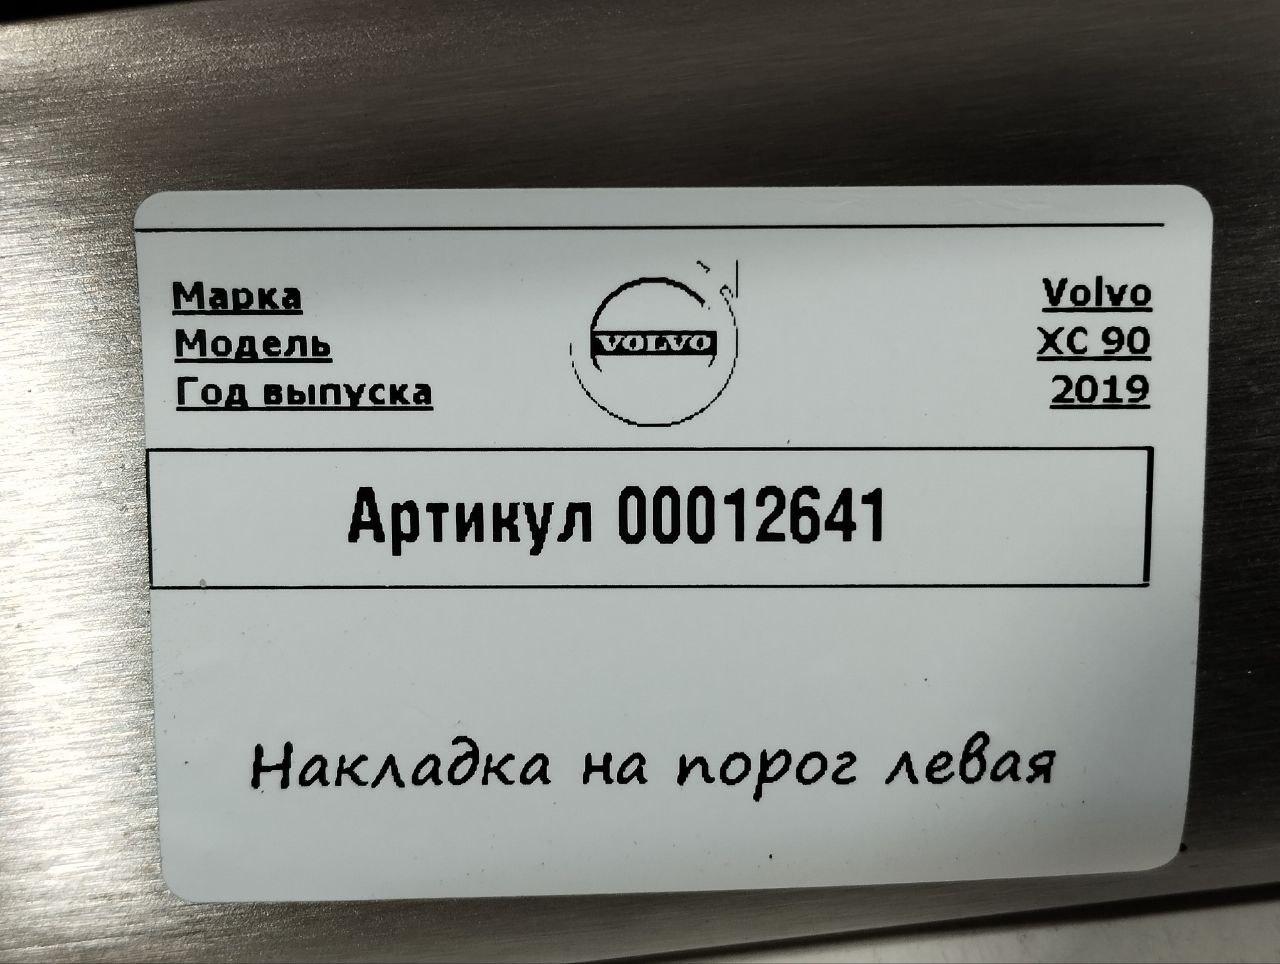 Марка VOLVO Volvo
Модель XC 90
Год выпуска 2019
Артикул 00012641
Накладка на порог левая